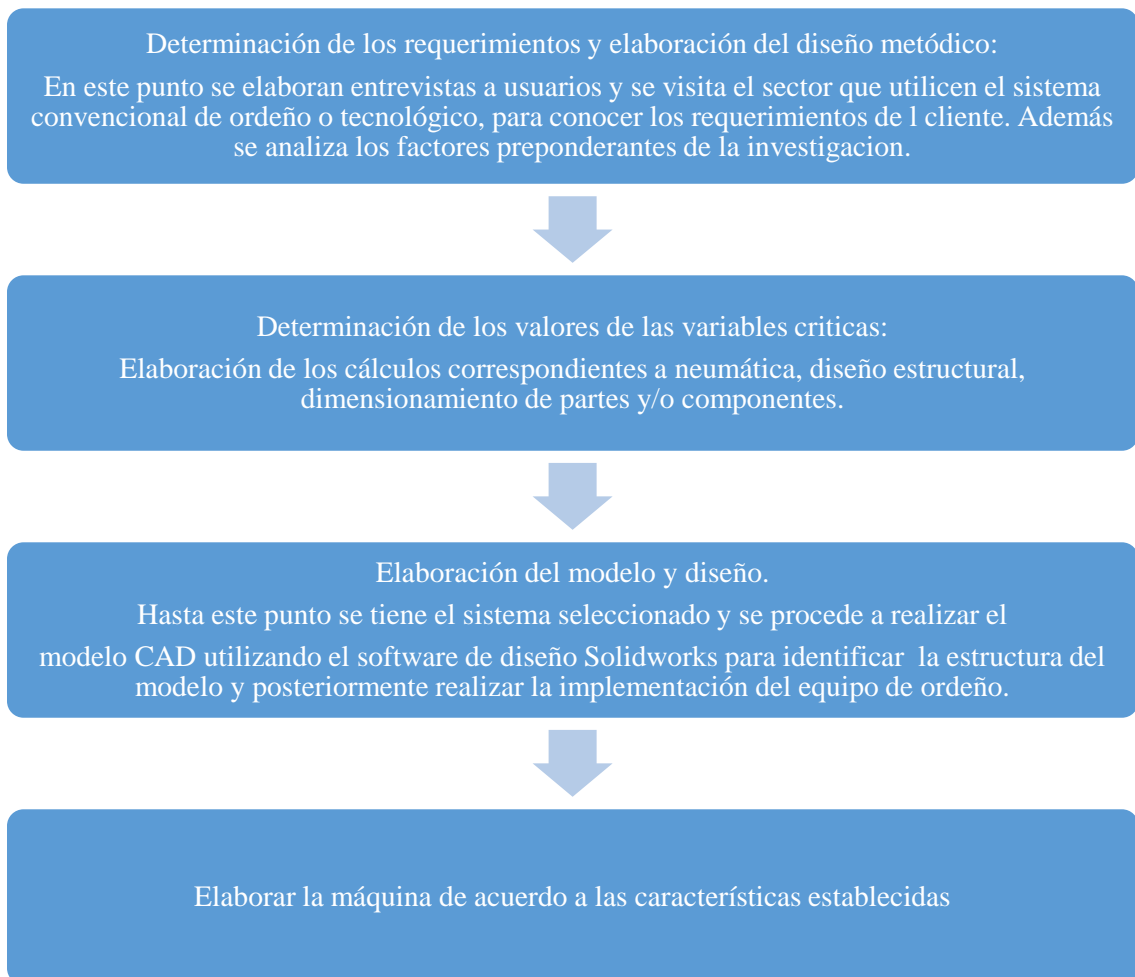 Determinación de los requerimientos y elaboración del diseño metódico:
En este punto se elaboran entrevistas a usuarios y se visita el sector que utilicen el sistema
convencional de ordeño o tecnológico, para conocer los requerimientos de l cliente. Además
se analiza los factores preponderantes de la investigacion.
Determinación de los valores de las variables criticas:
Elaboración de los cálculos correspondientes a neumática, diseño estructural,
dimensionamiento de partes y/o componentes.
Elaboración del modelo y diseño.
Hasta este punto se tiene el sistema seleccionado y se procede a realizar el
modelo CAD utilizando el software de diseño Solidworks para identificar la estructura del
modelo y posteriormente realizar la implementación del equipo de ordeño.
Elaborar la máquina de acuerdo a las características establecidas